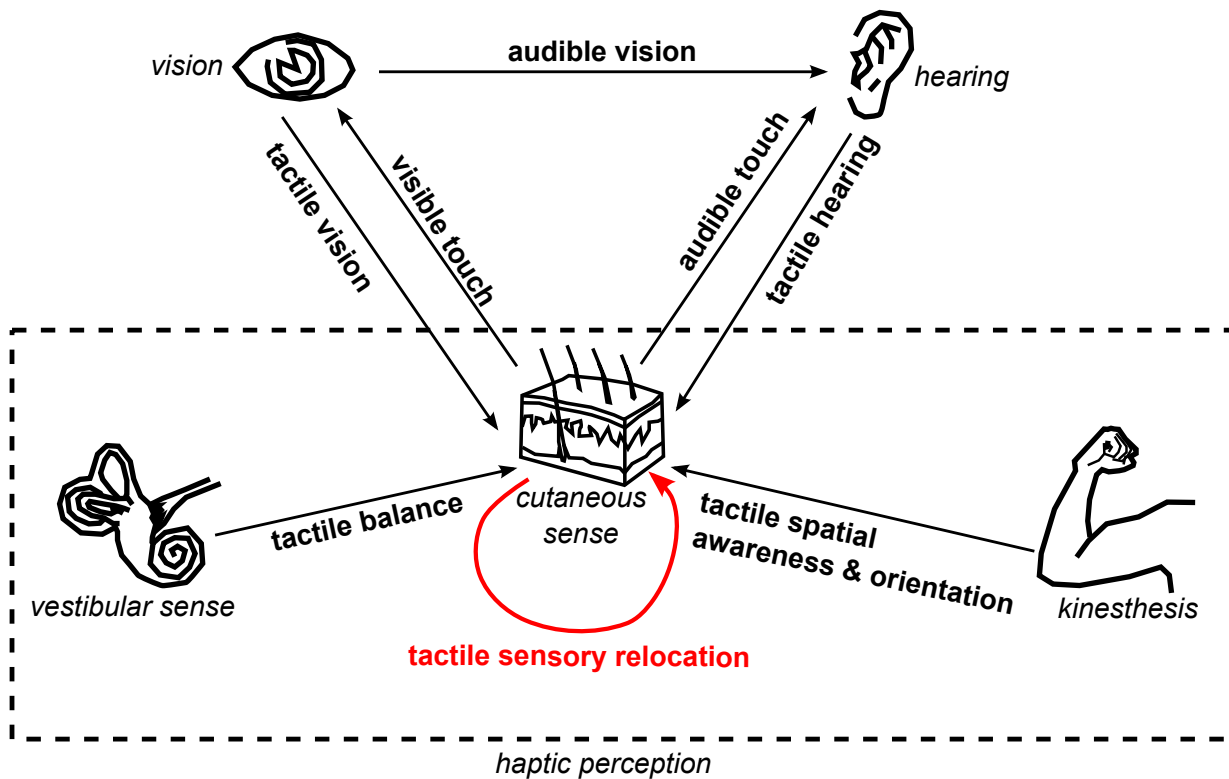 audible vision
vision
hearing
tactile vision
visible touch
audible touch
tactile hearing
cutaneous
sense
tactile balance
tactile spatial
awareness & orientation
vestibular sense
kinesthesis
tactile sensory relocation
haptic perception